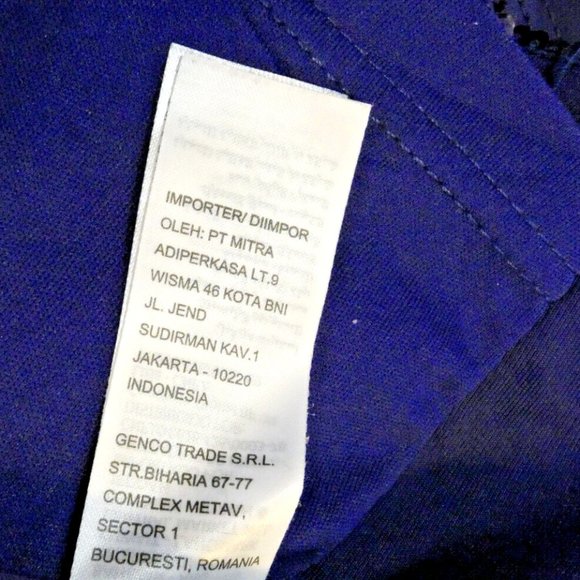 IMPORTER/ DIIMPOR
OLEH: PT MITRA
ADIPERKASA LT.9
WISMA 46 KOTA BNI
JL. JEND
SUDIRMAN KAV.1
JAKARTA - 10220
INDONESIA
GENCO TRADE S.R.L.
STR.BIHARIA 67-77
COMPLEX METAV,
SECTOR 1
BUCURESTI, ROMANIA